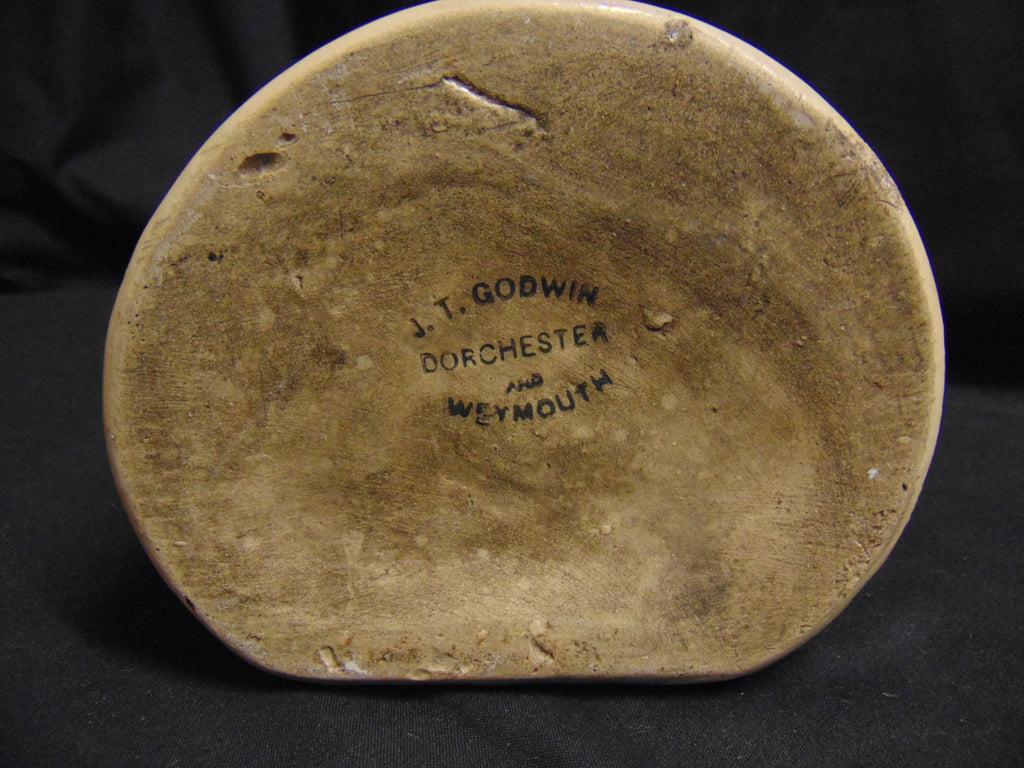 J. T. GODWIN
DORCHESTER
AND
WEYMOUTH